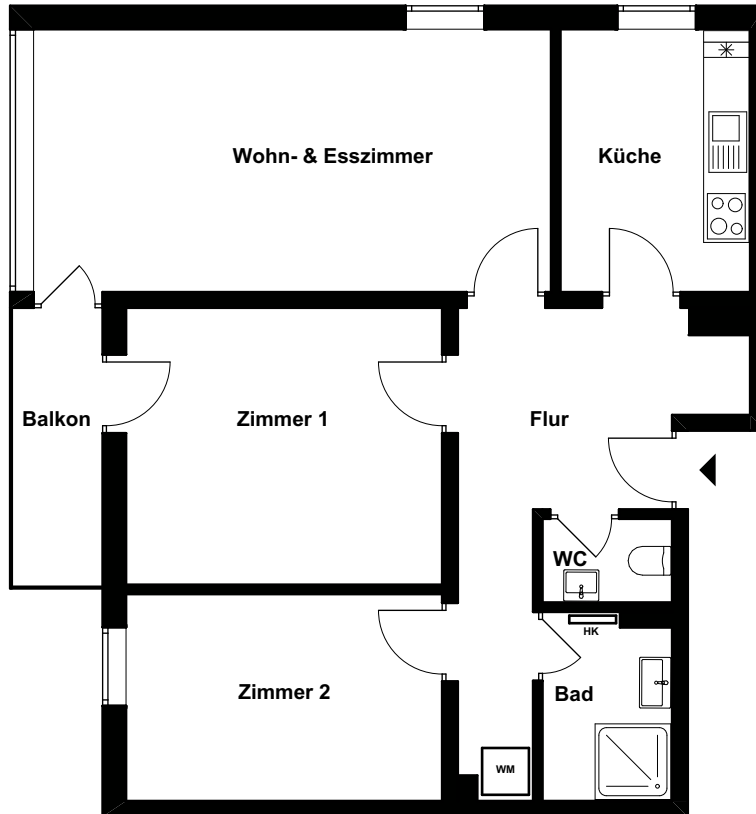 Wohn- & Esszimmer
Küche
Balkon
Zimmer 1
Flur
WC
HK
Zimmer 2
Bad
WM